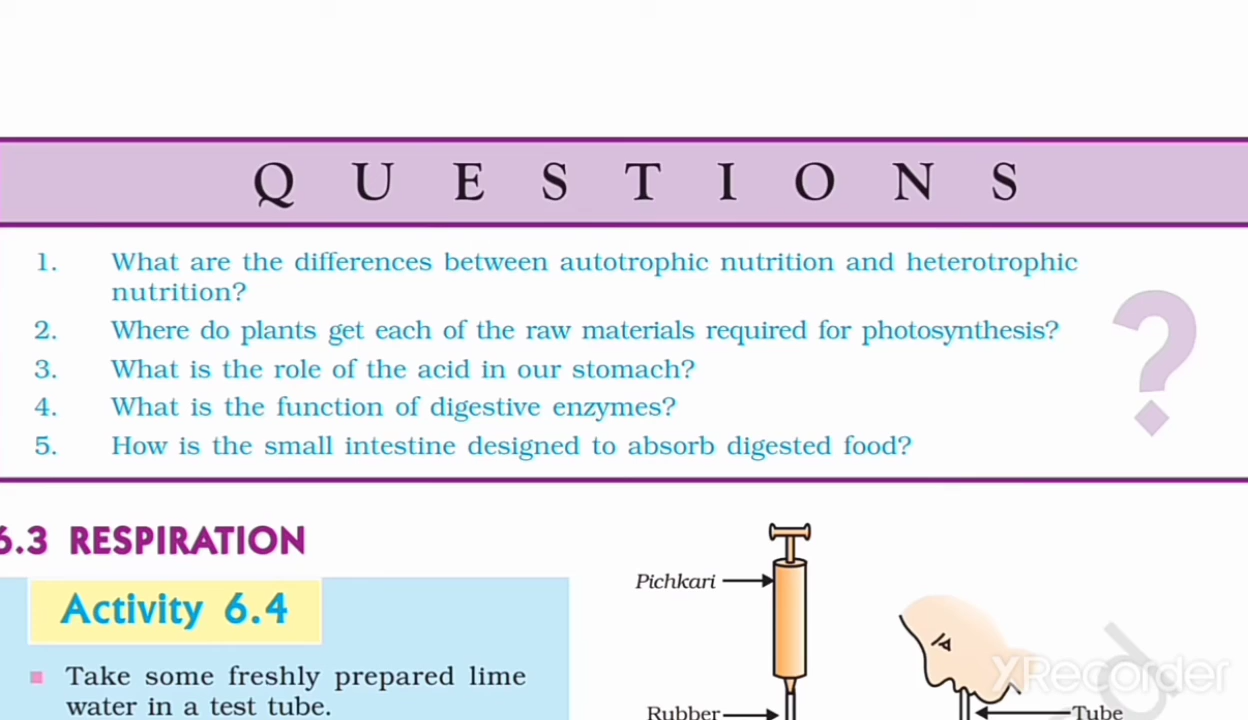 Q U E S T I O N S
1. What are the differences between autotrophic nutrition and heterotrophic
nutrition?
2. Where do plants get each of the raw materials required for photosynthesis?
3. What is the role of the acid in our stomach?
4. What is the function of digestive enzymes?
5. How is the small intestine designed to absorb digested food?
?
6.3 RESPIRATION
Activity 6.4
Take some freshly prepared lime
water in a test tube.
Pichkari
Rubber
Tube
d
XRecorder